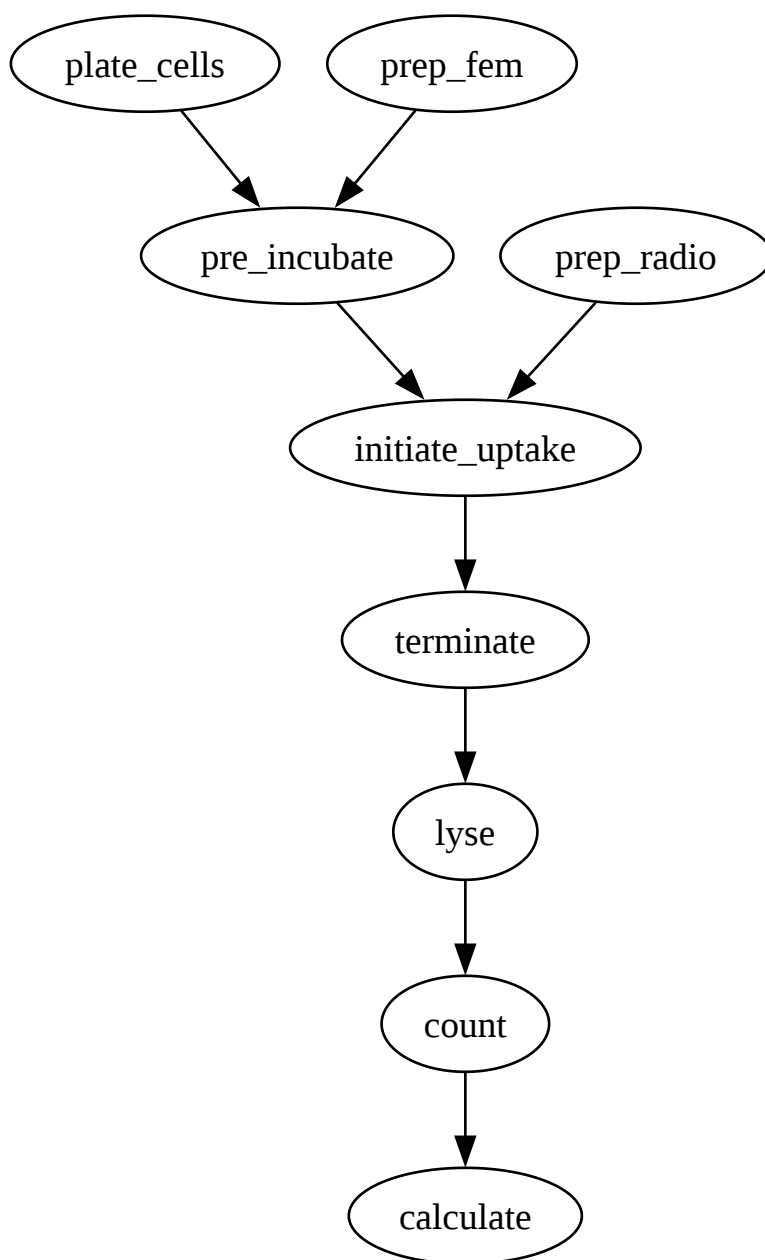 plate_cells
prep_fem
pre_incubate
prep_radio
initiate_uptake
terminate
lyse
count
calculate